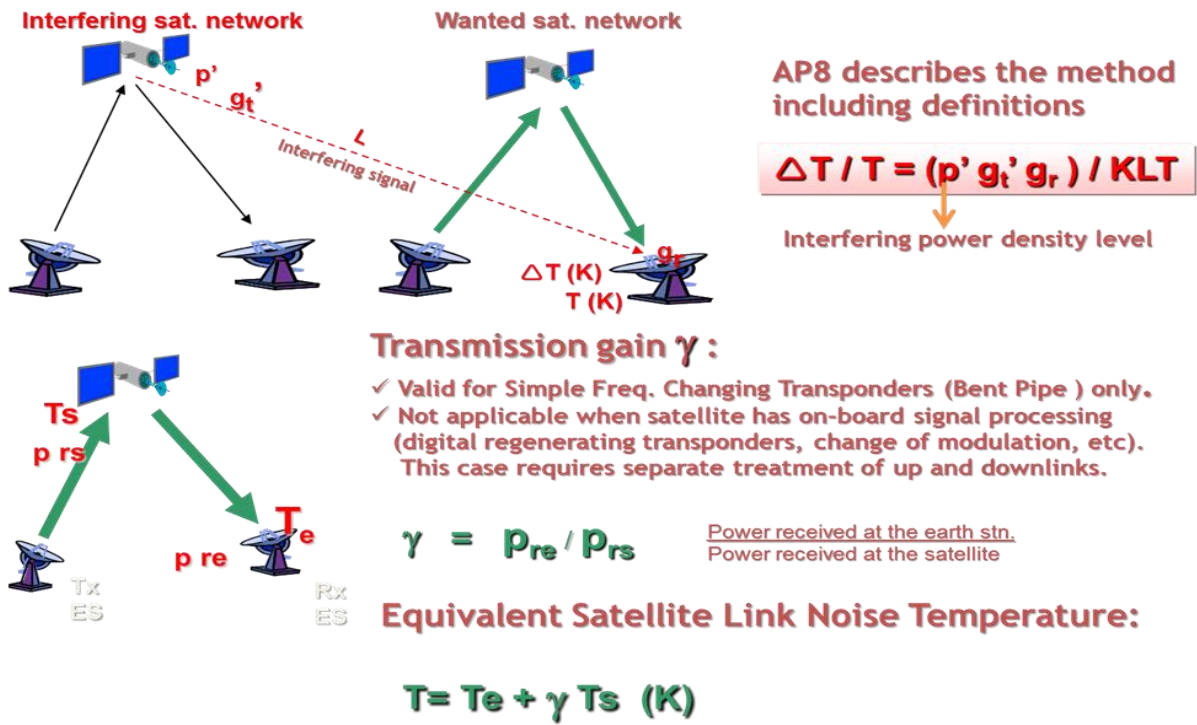 Interfering sat. network
Wanted sat. network
p'
gt'
L
Interfering signal
gr
△T (K)
T (K)
AP8 describes the method
including definitions
△T / T = (p' gt' gr ) / KLT
Interfering power density level
Transmission gain γ :
✓ Valid for Simple Freq. Changing Transponders (Bent Pipe ) only.
✓ Not applicable when satellite has on-board signal processing
(digital regenerating transponders, change of modulation, etc).
This case requires separate treatment of up and downlinks.
Ts
p rs
Te
p re
Tx
ES
Rx
ES
γ = pre / prs
Power received at the earth stn.
Power received at the satellite
Equivalent Satellite Link Noise Temperature:
T= Te + γ Ts (K)